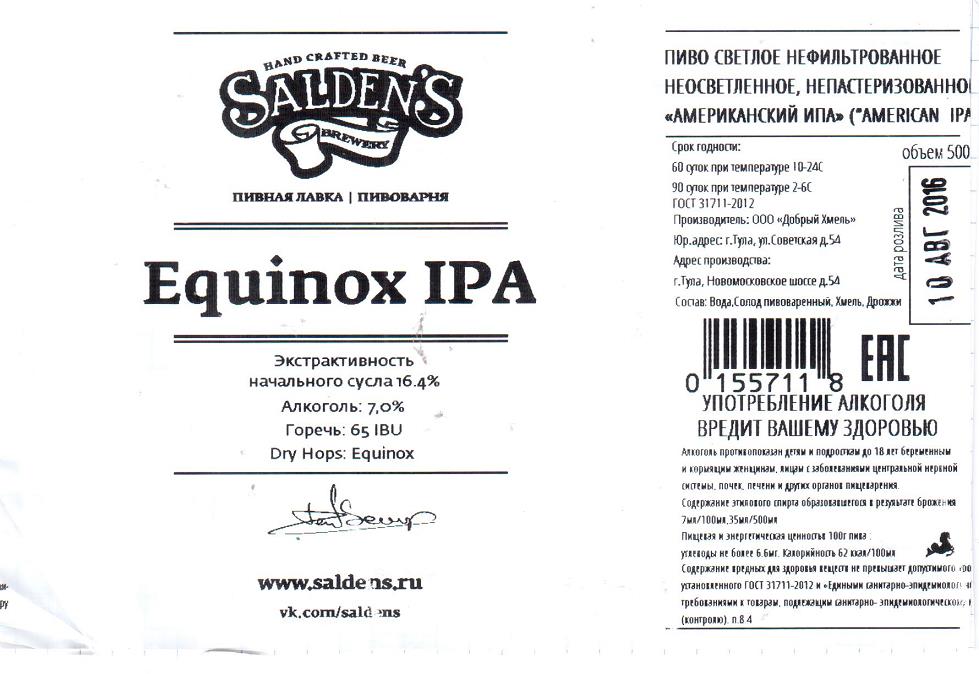 HAND CRAFTED BEER
SALDEN'S
BREWERY
ПИВНАЯ ЛАВКА | ПИВОВАРНЯ
Equinox IPA
Экстрактивность
начального сусла 16.4%
Алкоголь: 7,0%
Горечь: 65 IBU
Dry Hops: Equinox
www.saldens.ru
vk.com/saldens
ПИВО СВЕТЛОЕ НЕФИЛЬТРОВАННОЕ
НЕОСВЕТЛЕННОЕ, НЕПАСТЕРИЗОВАННО
«АМЕРИКАНСКИЙ ИПА» ("AMERICAN IPA
Срок годности:
объем 500
60 суток при температуре 10-24С
90 суток при температуре 2-6С
ГОСТ 31711-2012
Производитель: ООО «Добрый Хмель»
Юр.адрес: г.Тула, ул.Советская д.54
Адрес производства:
г.Тула, Новомосковское шоссе д.54
Состав: Вода,Солод пивоваренный, Хмель, Дрожжи
дата розлива
10 АВГ 2016
0 155711 8
EAC
УПОТРЕБЛЕНИЕ АЛКОГОЛЯ
ВРЕДИТ ВАШЕМУ ЗДОРОВЬЮ
Алкоголь противопоказан детям и подросткам до 18 лет беременным
и кормящим женщинам, лицам с заболеваниями центральной нервной
системы, почек, печени и других органов пищеварения.
Содержание этилового спирта образовавшегося в результате брожения
7мл/100мл,35мл/500мл
Пищевая и энергетическая ценность 100г пива :
углеводы не более 6.6мг. Калорийность 62 ккал/100мл
Содержание вредных для здоровья веществ не превышает допустимого
установленного ГОСТ 31711-2012 и «Едиными санитарно-эпидемиологи
требованиями к товарам, подлежащим санитарно- эпидемиологическому
(контролю). п.8.4
ру